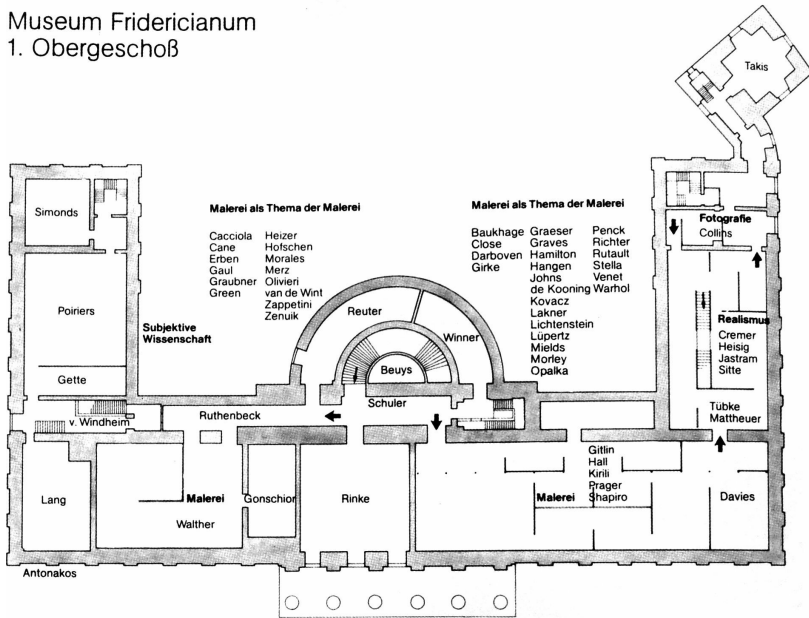 Museum Fridericianum
1. Obergeschoß
Takis
Simonds
Poiriers
Gette
Subjektive
Wissenschaft
v. Windheim
Lang
Antonakos
Malerei als Thema der Malerei
Cacciola Heizer
Cane Hofschen
Erben Morales
Gaul Merz
Graubner Olivieri
Green van de Wint
Zappetini
Zenuik
Malerei als Thema der Malerei
Baukhage Graeser Penck
Close Graves Richter
Darboven Hamilton Rutault
Girke Hangen Stella
Johns Venet
de Kooning Warhol
Kovacz
Lakner
Lichtenstein
Lüpertz
Mields
Morley
Opalka
Reuter
Winner
Beuys
Schuler
Ruthenbeck
Malerei
Walther
Gonschior
Rinke
Malerei
Gitlin
Hall
Kirili
Prager
Shapiro
Davies
Fotografie
Collins
Realismus
Cremer
Heisig
Jastram
Sitte
Tübke
Mattheuer